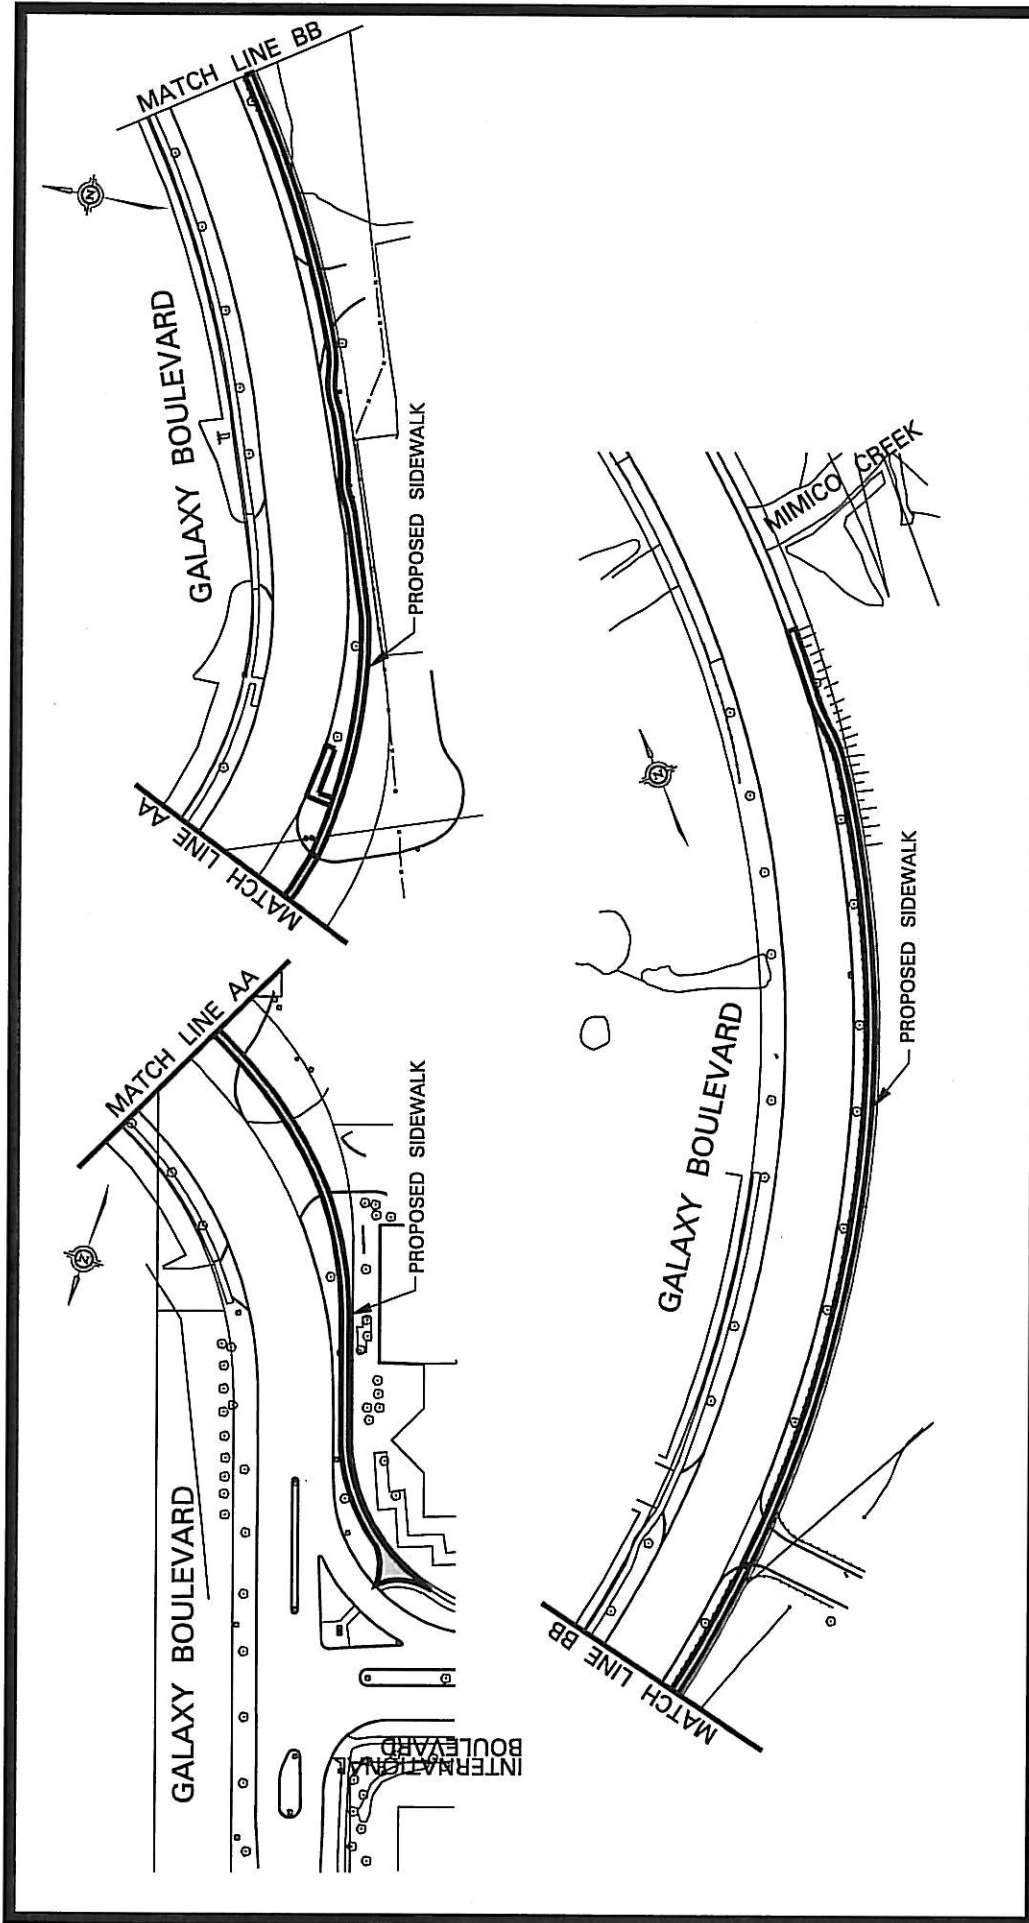 GALAXY BOULEVARD
MATCH LINE AA
PROPOSED SIDEWALK
INTERNATIONAL
BOULEVARD
N
MATCH LINE AA
GALAXY BOULEVARD
MATCH LINE BB
PROPOSED SIDEWALK
N
MATCH LINE BB
GALAXY BOULEVARD
PROPOSED SIDEWALK
MIMICO CREEK
N